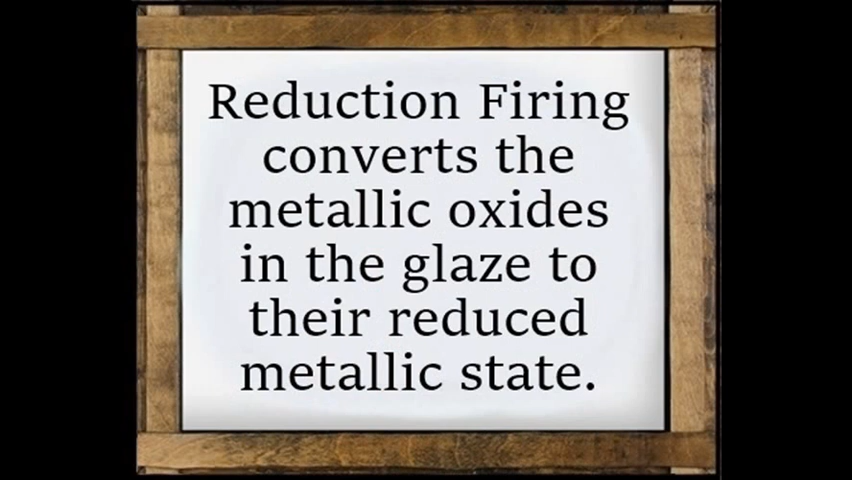 Reduction Firing
converts the
metallic oxides
in the glaze to
their reduced
metallic state.